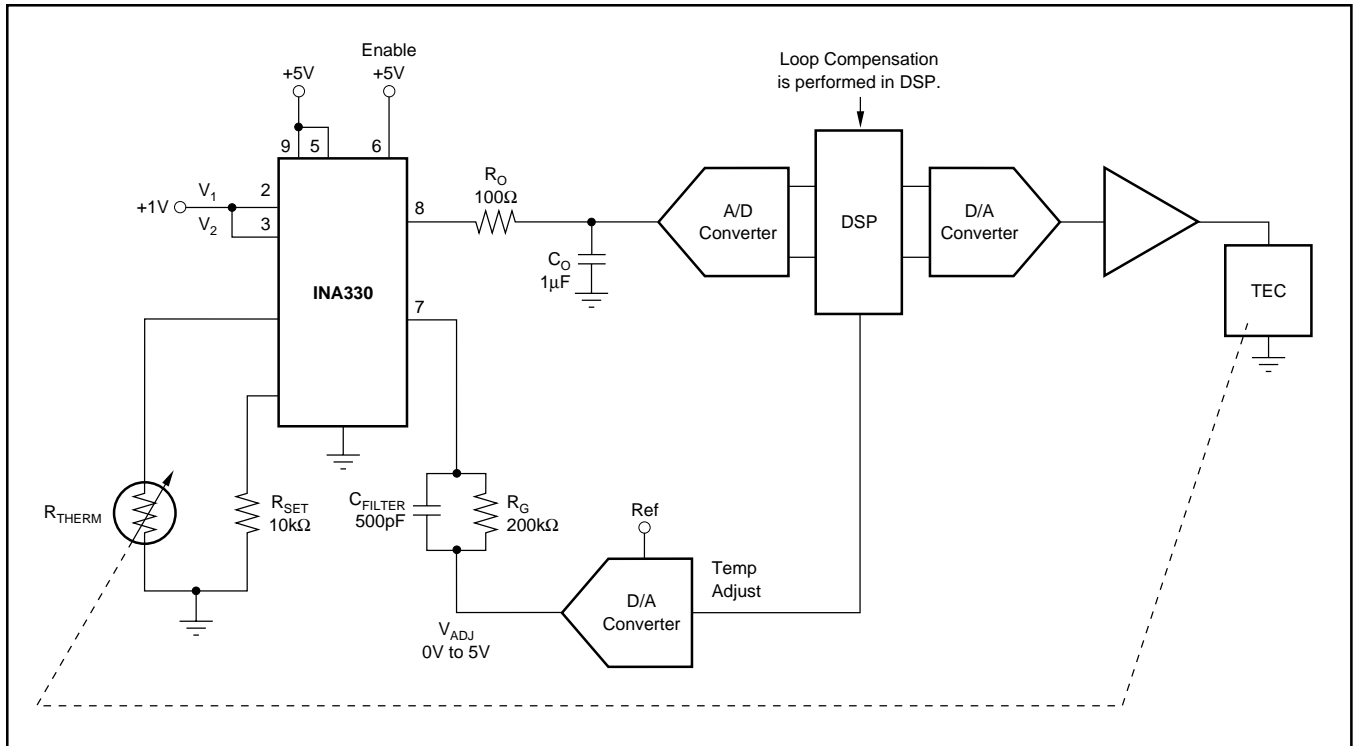 Enable
+5V
+5V
Loop Compensation
is performed in DSP.
9
5
6
V1
2
+1V
V2
3
8
RO
100Ω
A/D
Converter
DSP
D/A
Converter
CO
1µF
INA330
7
TEC
RTHERM
RSET
10kΩ
CFILTER
500pF
RG
200kΩ
Ref
Temp
Adjust
D/A
Converter
VADJ
0V to 5V